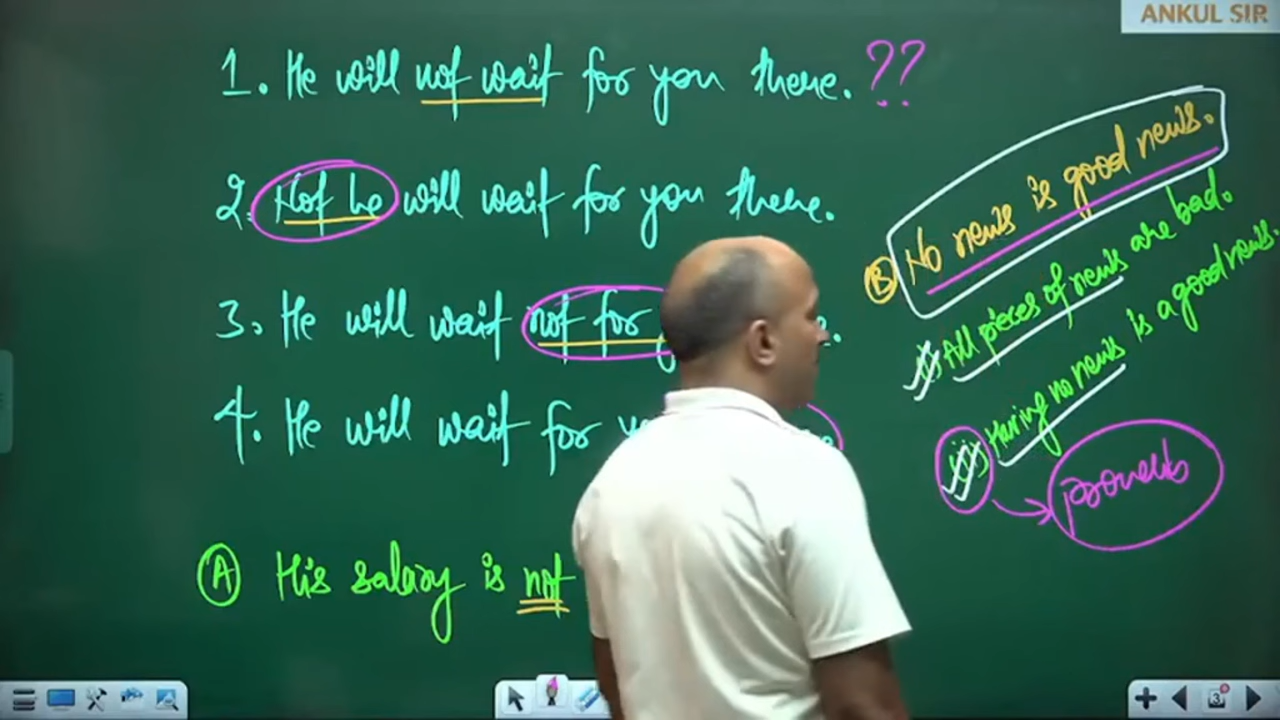 ANKUL SIR
1. He will not wait for you there. ??
2. Not he will wait for you there.
3. He will wait not for
4. He will wait for
Ⓐ His salary is not
Ⓑ No news is good news.
i) All pieces of news are bad.
ii) Having no news is a good news.
proverb
3